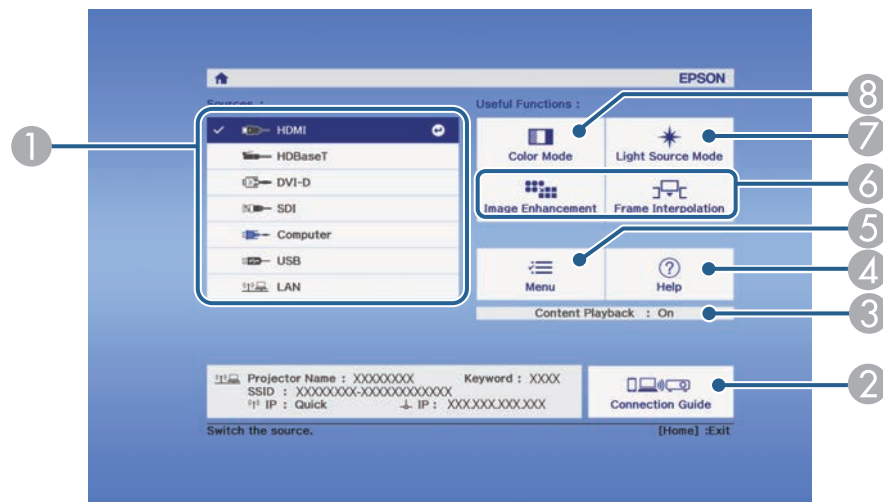 EPSON
Sources :
Useful Functions :
8
HDMI
Color Mode
Light Source Mode
7
1
HDBaseT
DVI-D
6
SDI
Image Enhancement
Frame Interpolation
Computer
5
USB
4
LAN
Menu
Help
Content Playback : On
3
Projector Name : XXXXXXXX Keyword : XXXX
SSID : XXXXXXXX-XXXXXXXXXXXX
IP : Quick IP : XXX.XXX.XXX.XXX
2
Connection Guide
Switch the source. [Home] :Exit